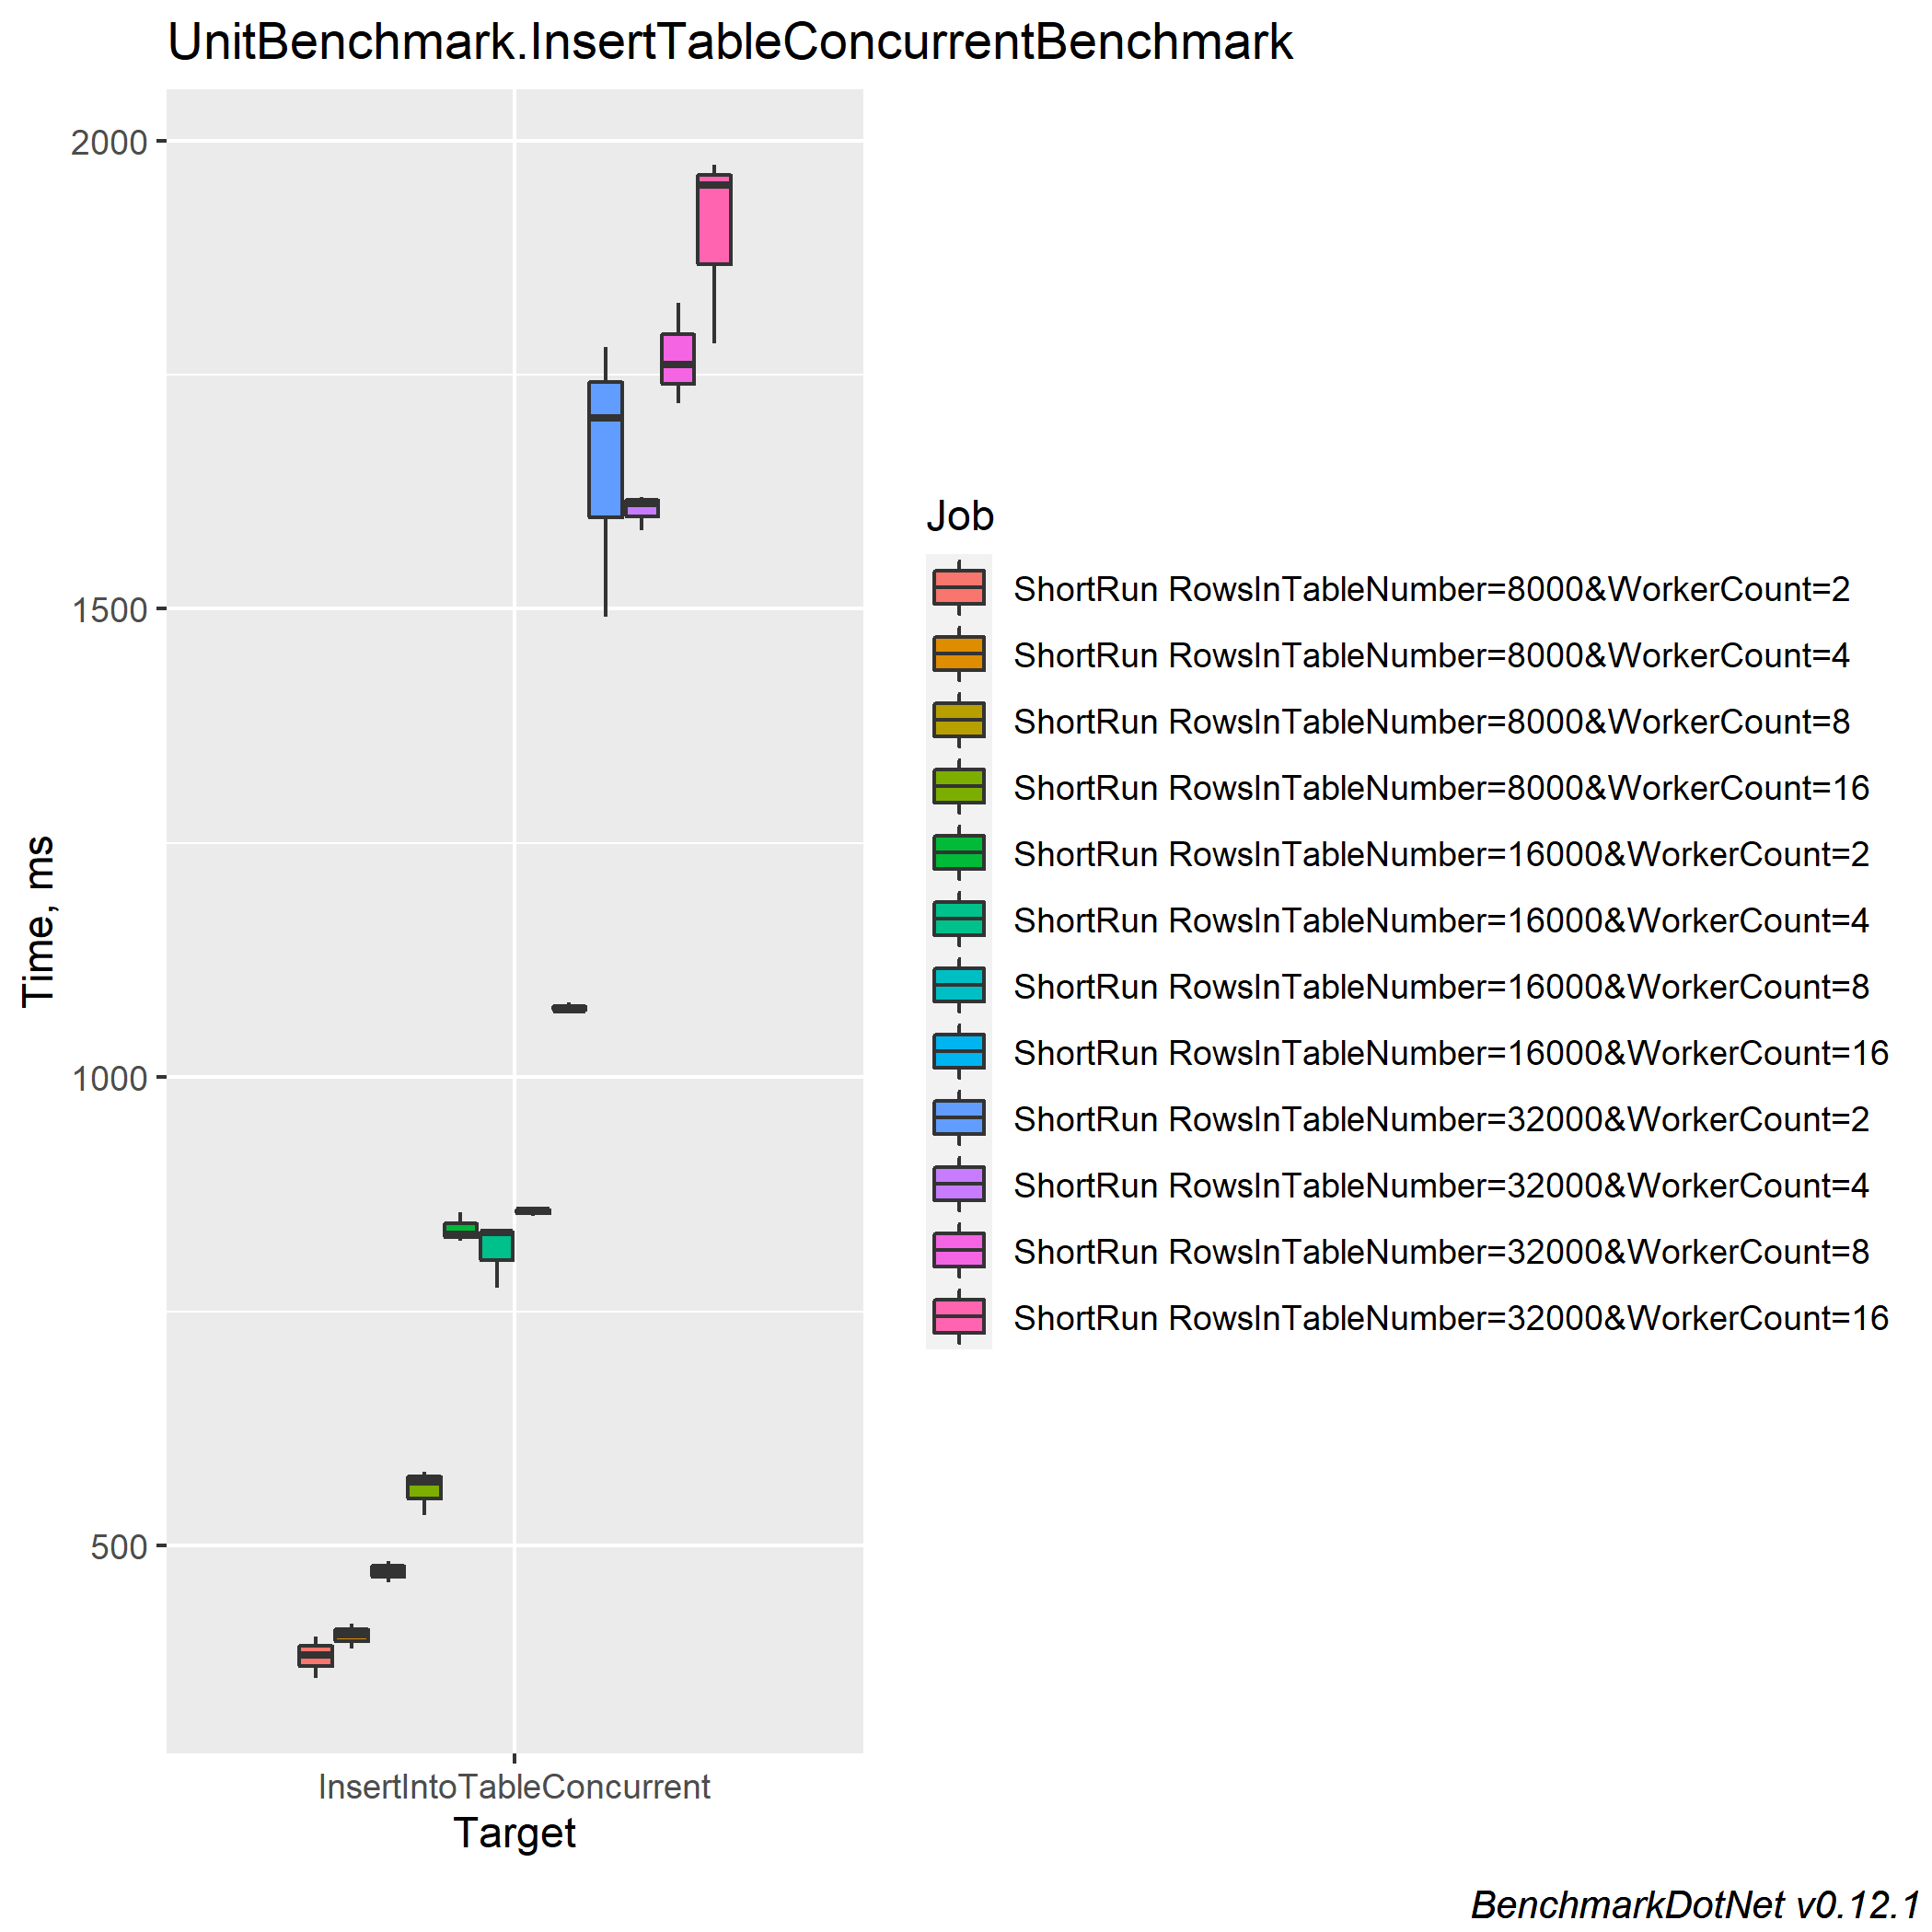 UnitBenchmark.InsertTableConcurrentBenchmark
2000
1500
1000
500
Time, ms
InsertIntoTableConcurrent
Target
Job
ShortRun RowsInTableNumber=8000&WorkerCount=2
ShortRun RowsInTableNumber=8000&WorkerCount=4
ShortRun RowsInTableNumber=8000&WorkerCount=8
ShortRun RowsInTableNumber=8000&WorkerCount=16
ShortRun RowsInTableNumber=16000&WorkerCount=2
ShortRun RowsInTableNumber=16000&WorkerCount=4
ShortRun RowsInTableNumber=16000&WorkerCount=8
ShortRun RowsInTableNumber=16000&WorkerCount=16
ShortRun RowsInTableNumber=32000&WorkerCount=2
ShortRun RowsInTableNumber=32000&WorkerCount=4
ShortRun RowsInTableNumber=32000&WorkerCount=8
ShortRun RowsInTableNumber=32000&WorkerCount=16
BenchmarkDotNet v0.12.1